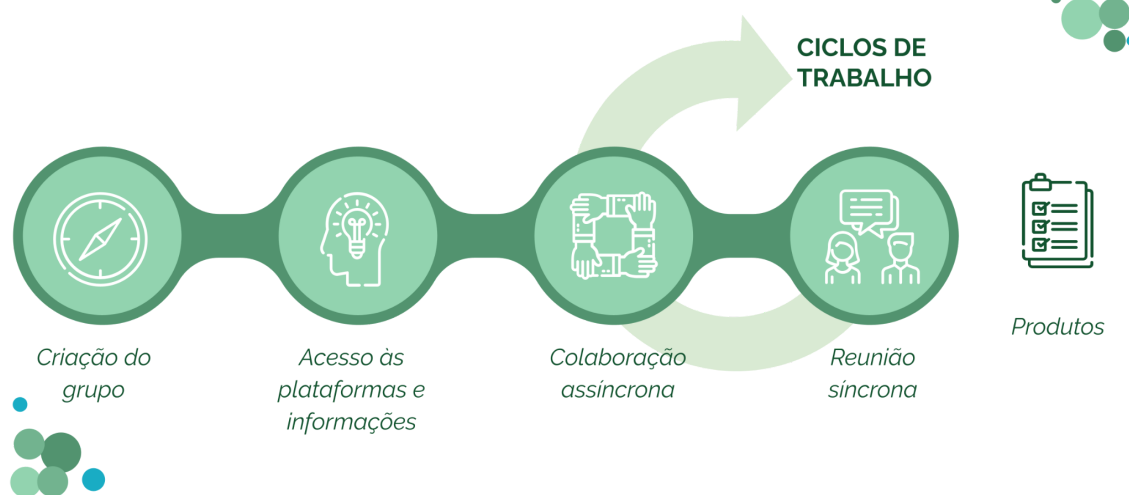 CICLOS DE
TRABALHO
Criação do
grupo
Acesso às
plataformas e
informações
Colaboração
assíncrona
Reunião
síncrona
Produtos